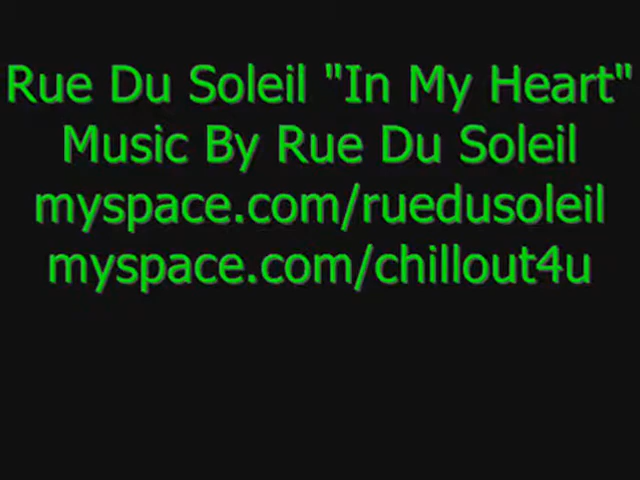 Rue Du Soleil "In My Heart"
Music By Rue Du Soleil
myspace.com/ruedusoleil
myspace.com/chillout4u